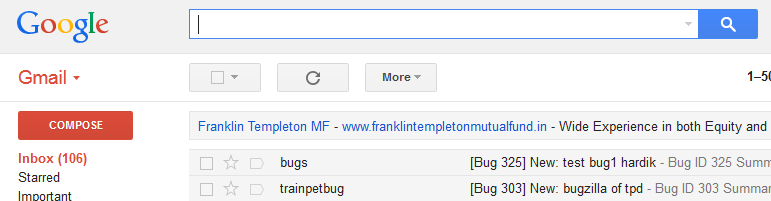 Google
Gmail
More
1–50
COMPOSE
Franklin Templeton MF - www.franklintempletonmutualfund.in - Wide Experience in both Equity and
Inbox (106)
bugs [Bug 325] New: test bug1 hardik - Bug ID 325 Summ
Starred
trainpetbug [Bug 303] New: bugzilla of tpd - Bug ID 303 Summa
Important